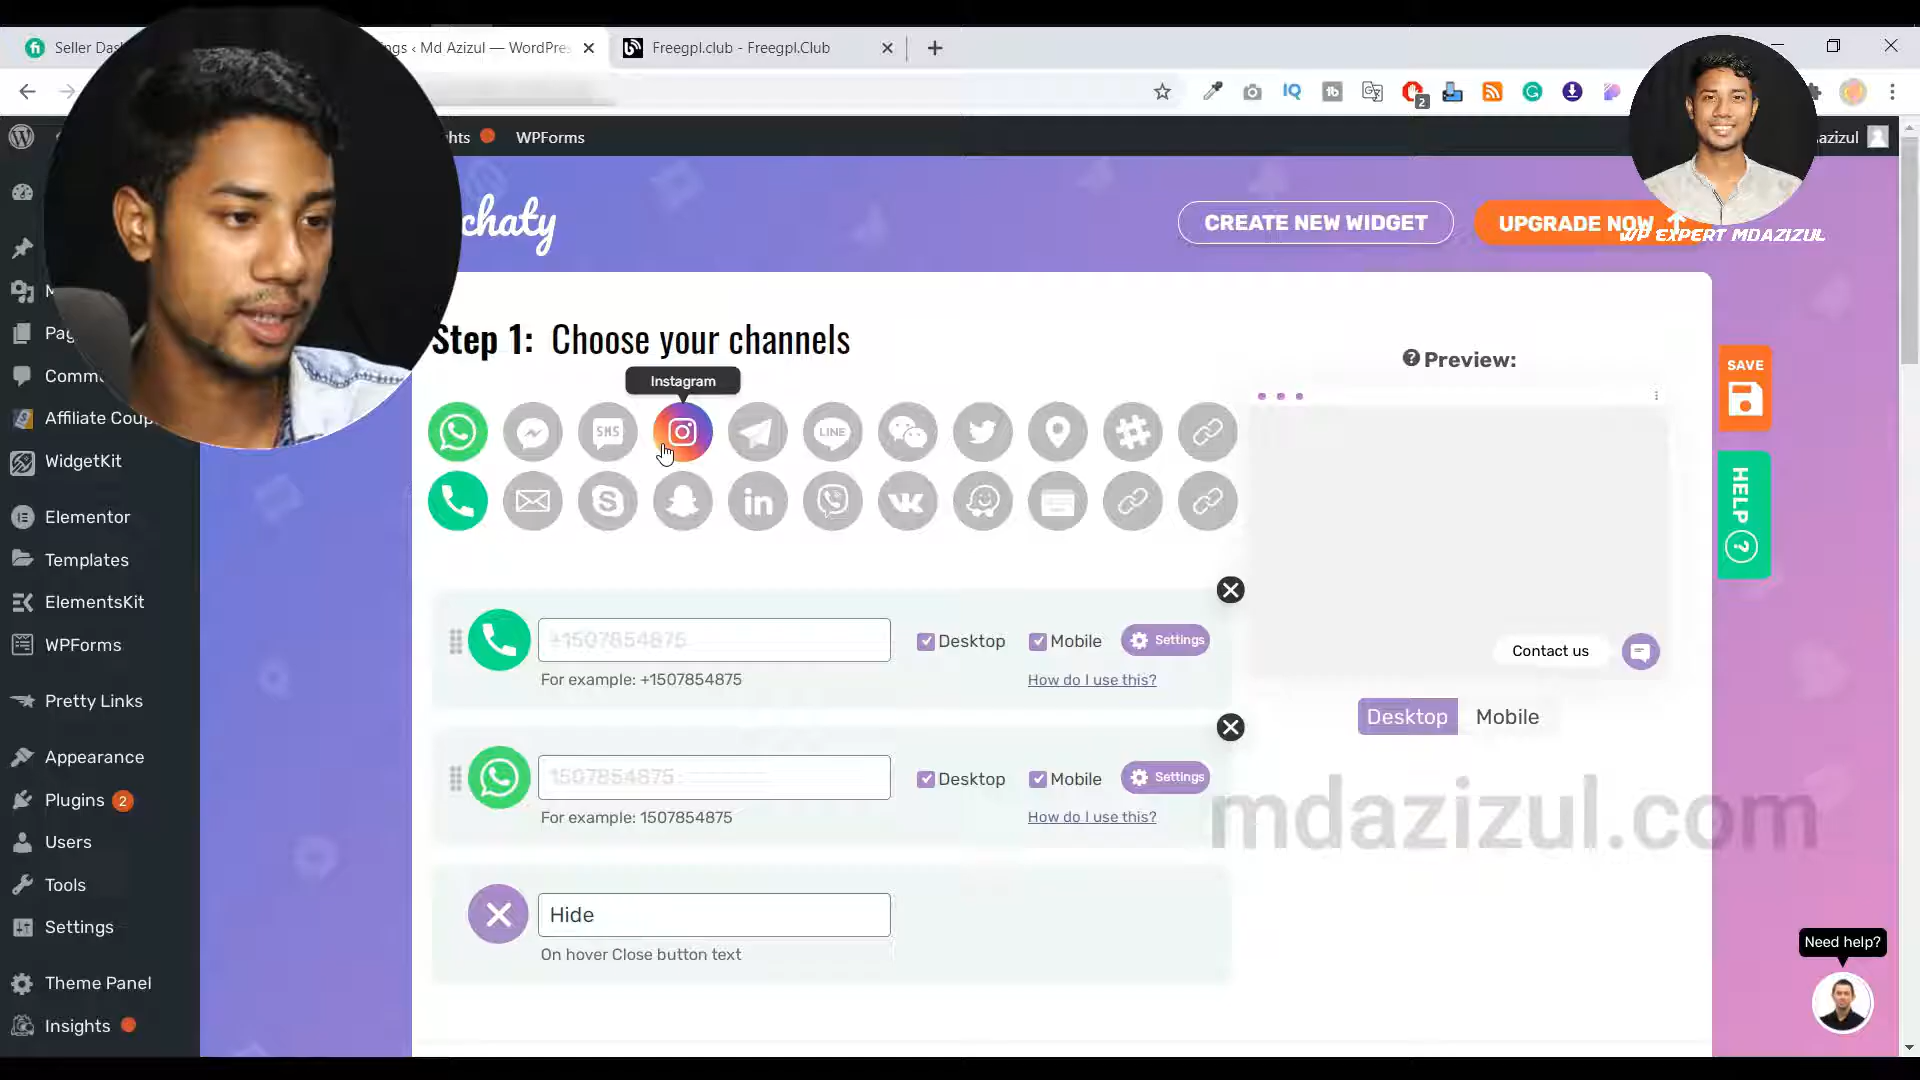 Seller Das
ngs ‹ Md Azizul — WordPre
Freegpl.club - Freegpl.Club
IQ
2
hts
WPForms
azizul
chaty
CREATE NEW WIDGET
UPGRADE NOW
WP EXPERT MDAZIZUL
Step 1: Choose your channels
Preview:
SAVE
Instagram
SMS
LINE
HELP ?
Pag
Comm
Affiliate Coup
WidgetKit
Elementor
Templates
ElementsKit
WPForms
Pretty Links
Appearance
Plugins 2
Users
Tools
Settings
Theme Panel
Insights
+1507854875
Desktop
Mobile
Settings
For example: +1507854875
How do I use this?
1507854875
Desktop
Mobile
Settings
For example: 1507854875
How do I use this?
Hide
On hover Close button text
Contact us
Desktop
Mobile
mdazizul.com
Need help?